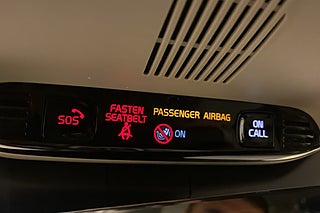 SOS
FASTEN
SEATBELT
PASSENGER AIRBAG
ON
ON
CALL